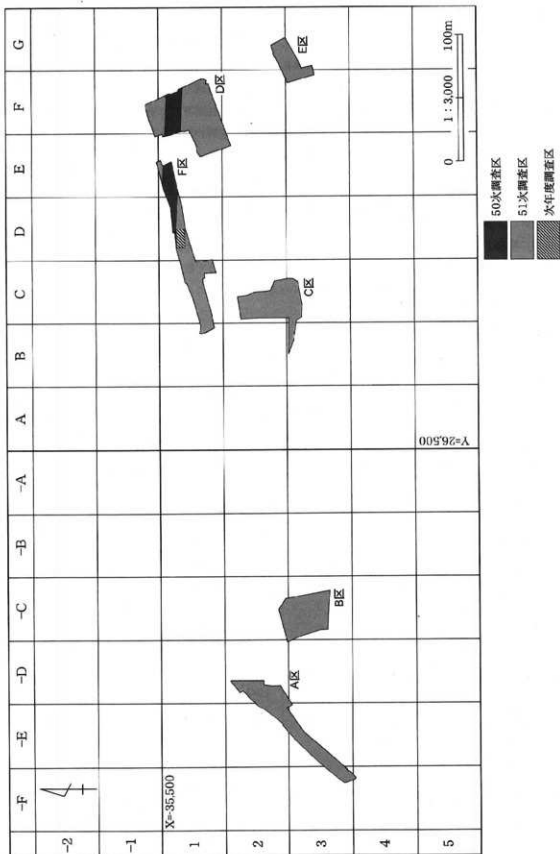 -F -E -D -C -B -A A B C D E F G
-2
-1
X=-35,500
1
2
3
5
Y=26,500
A区
B区
C区
D区
E区
F区
0 1:3,000 100m
50次調査区
51次調査区
次年度調査区